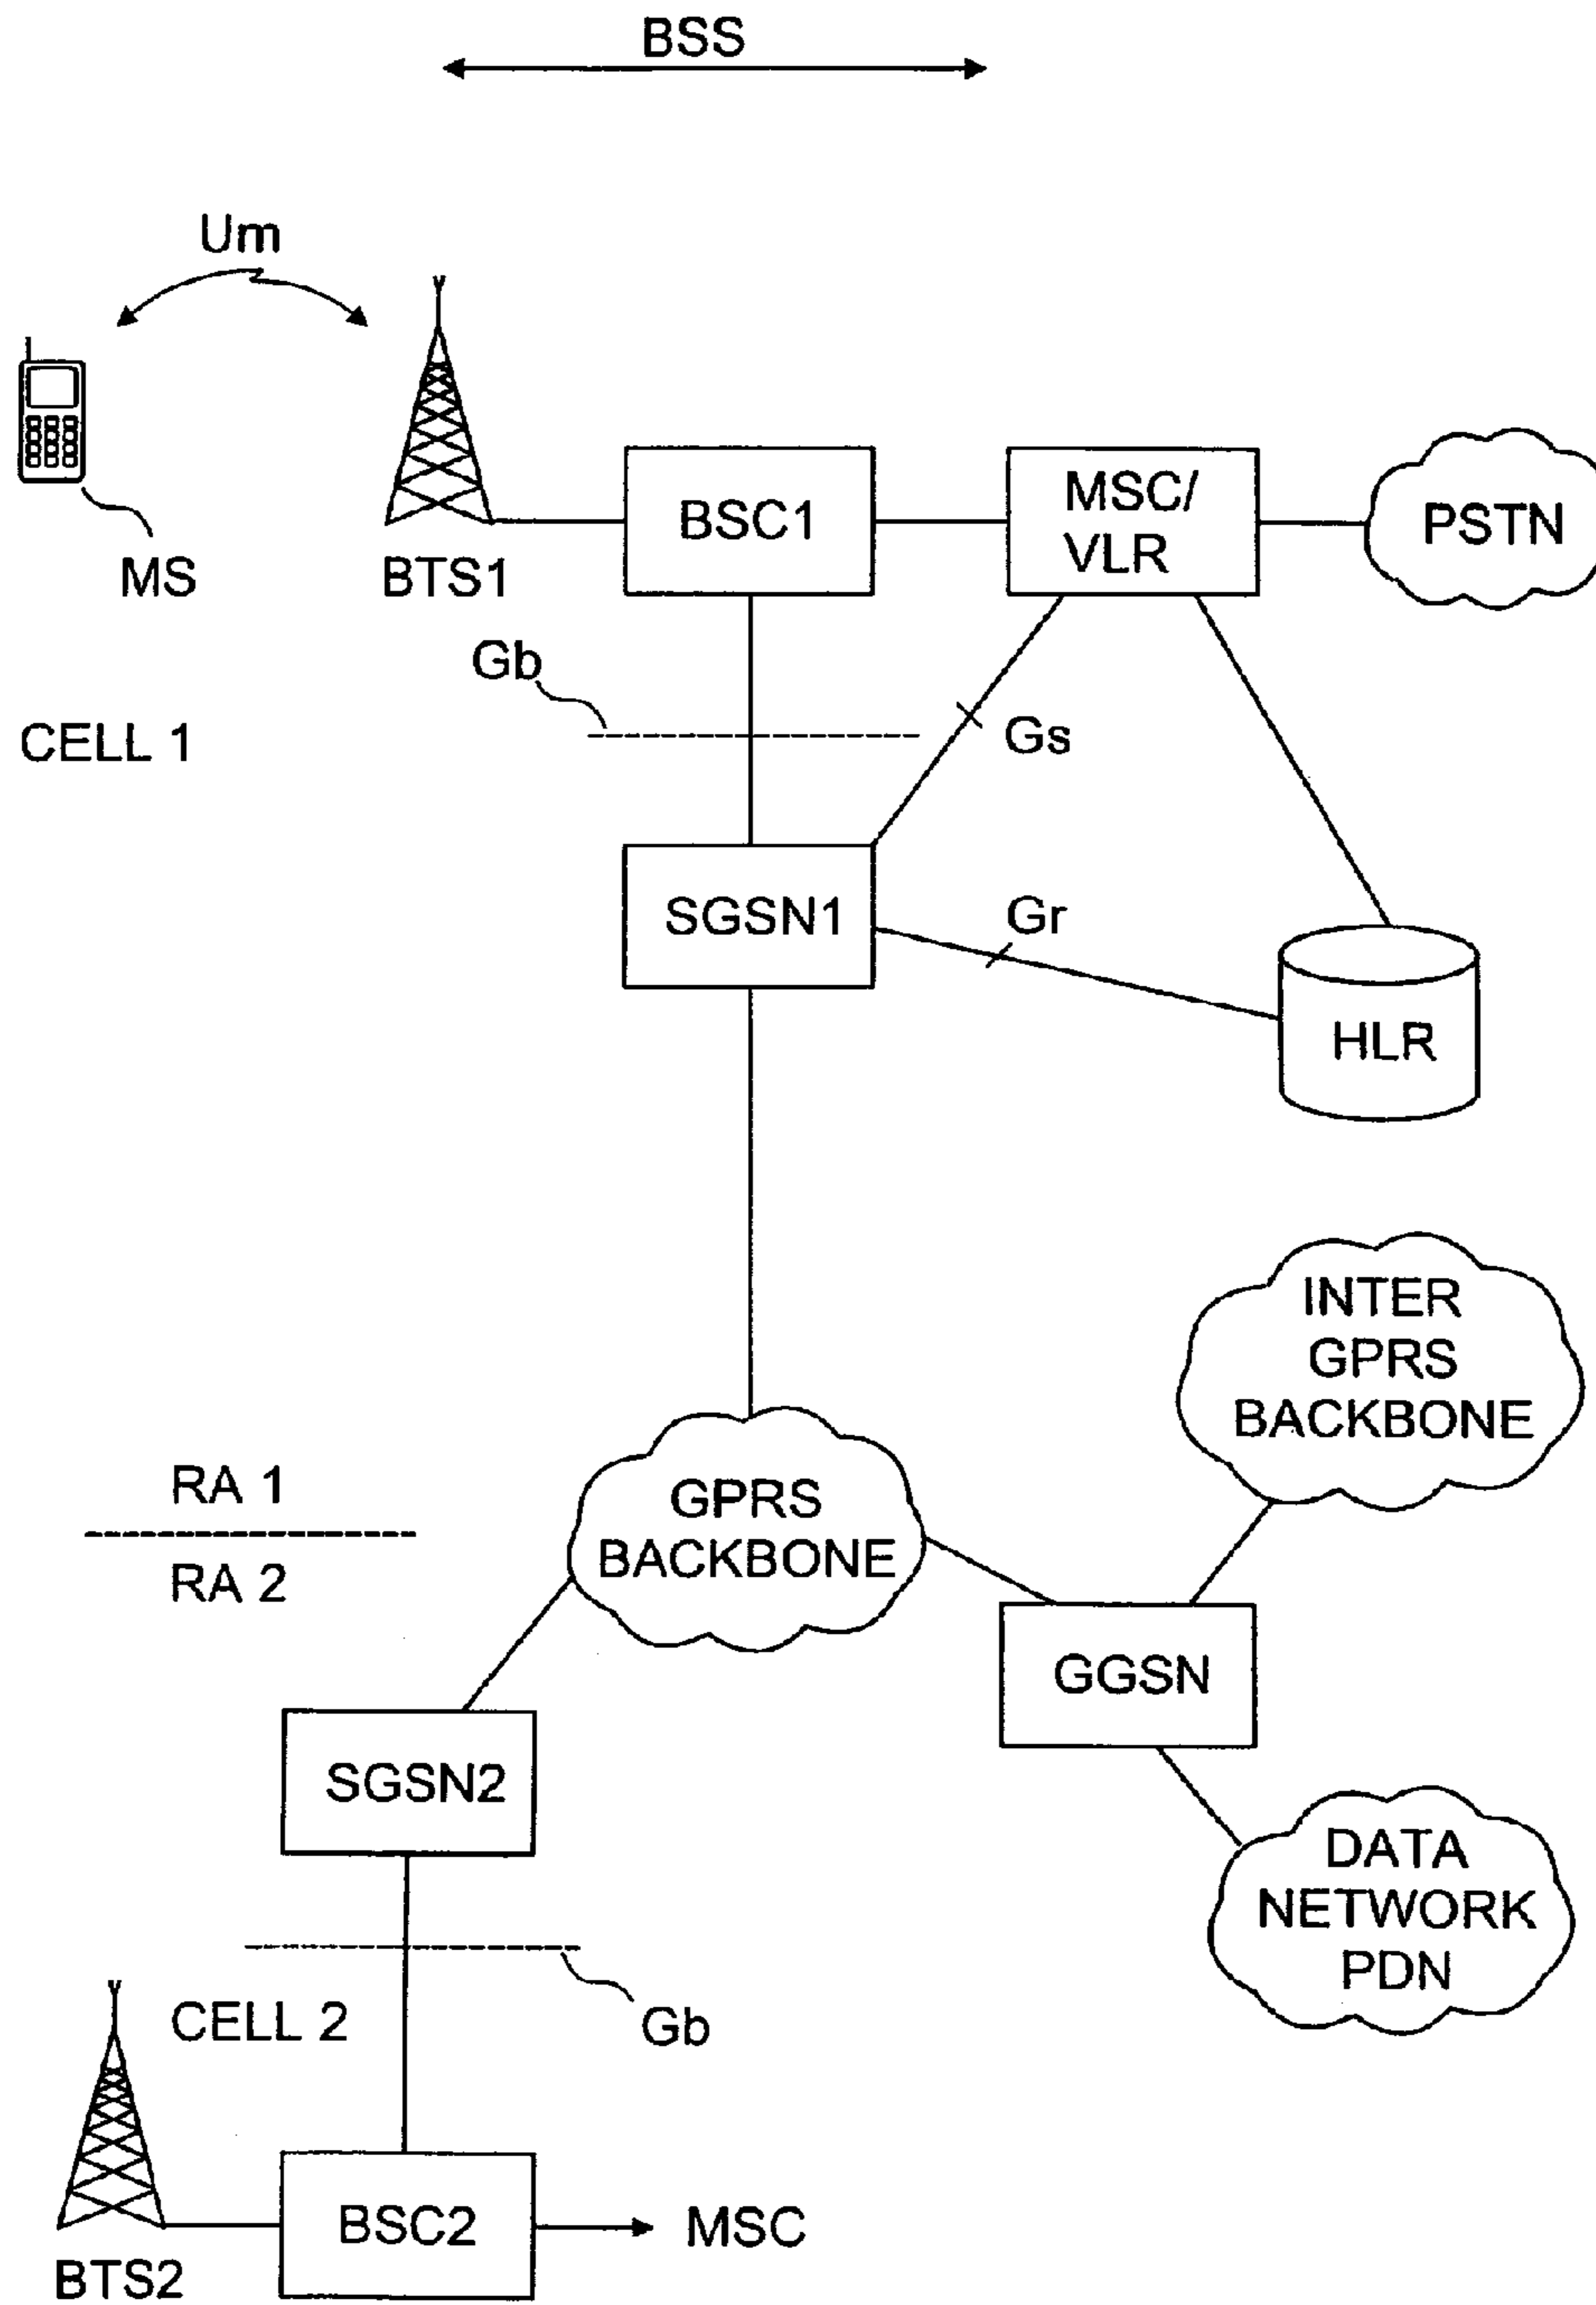 BSS
Um
MS
BTS1
BSC1
MSC/
VLR
PSTN
Gb
CELL 1
Gs
SGSN1
Gr
HLR
INTER
GPRS
BACKBONE
RA 1
RA 2
GPRS
BACKBONE
GGSN
SGSN2
DATA
NETWORK
PDN
CELL 2
Gb
BTS2
BSC2
MSC